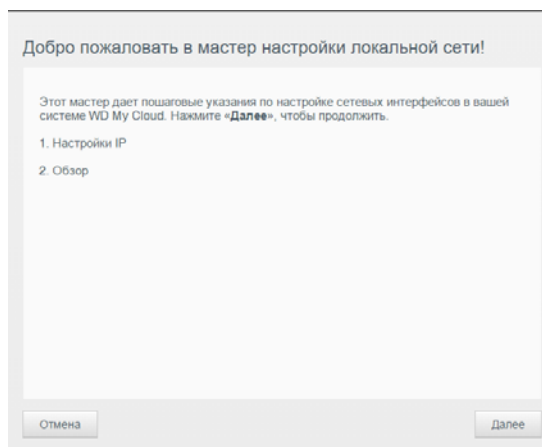 Добро пожаловать в мастер настройки локальной сети!
Этот мастер дает пошаговые указания по настройке сетевых интерфейсов в вашей
системе WD My Cloud. Нажмите «Далее», чтобы продолжить.
1. Настройки IP
2. Обзор
Отмена
Далее